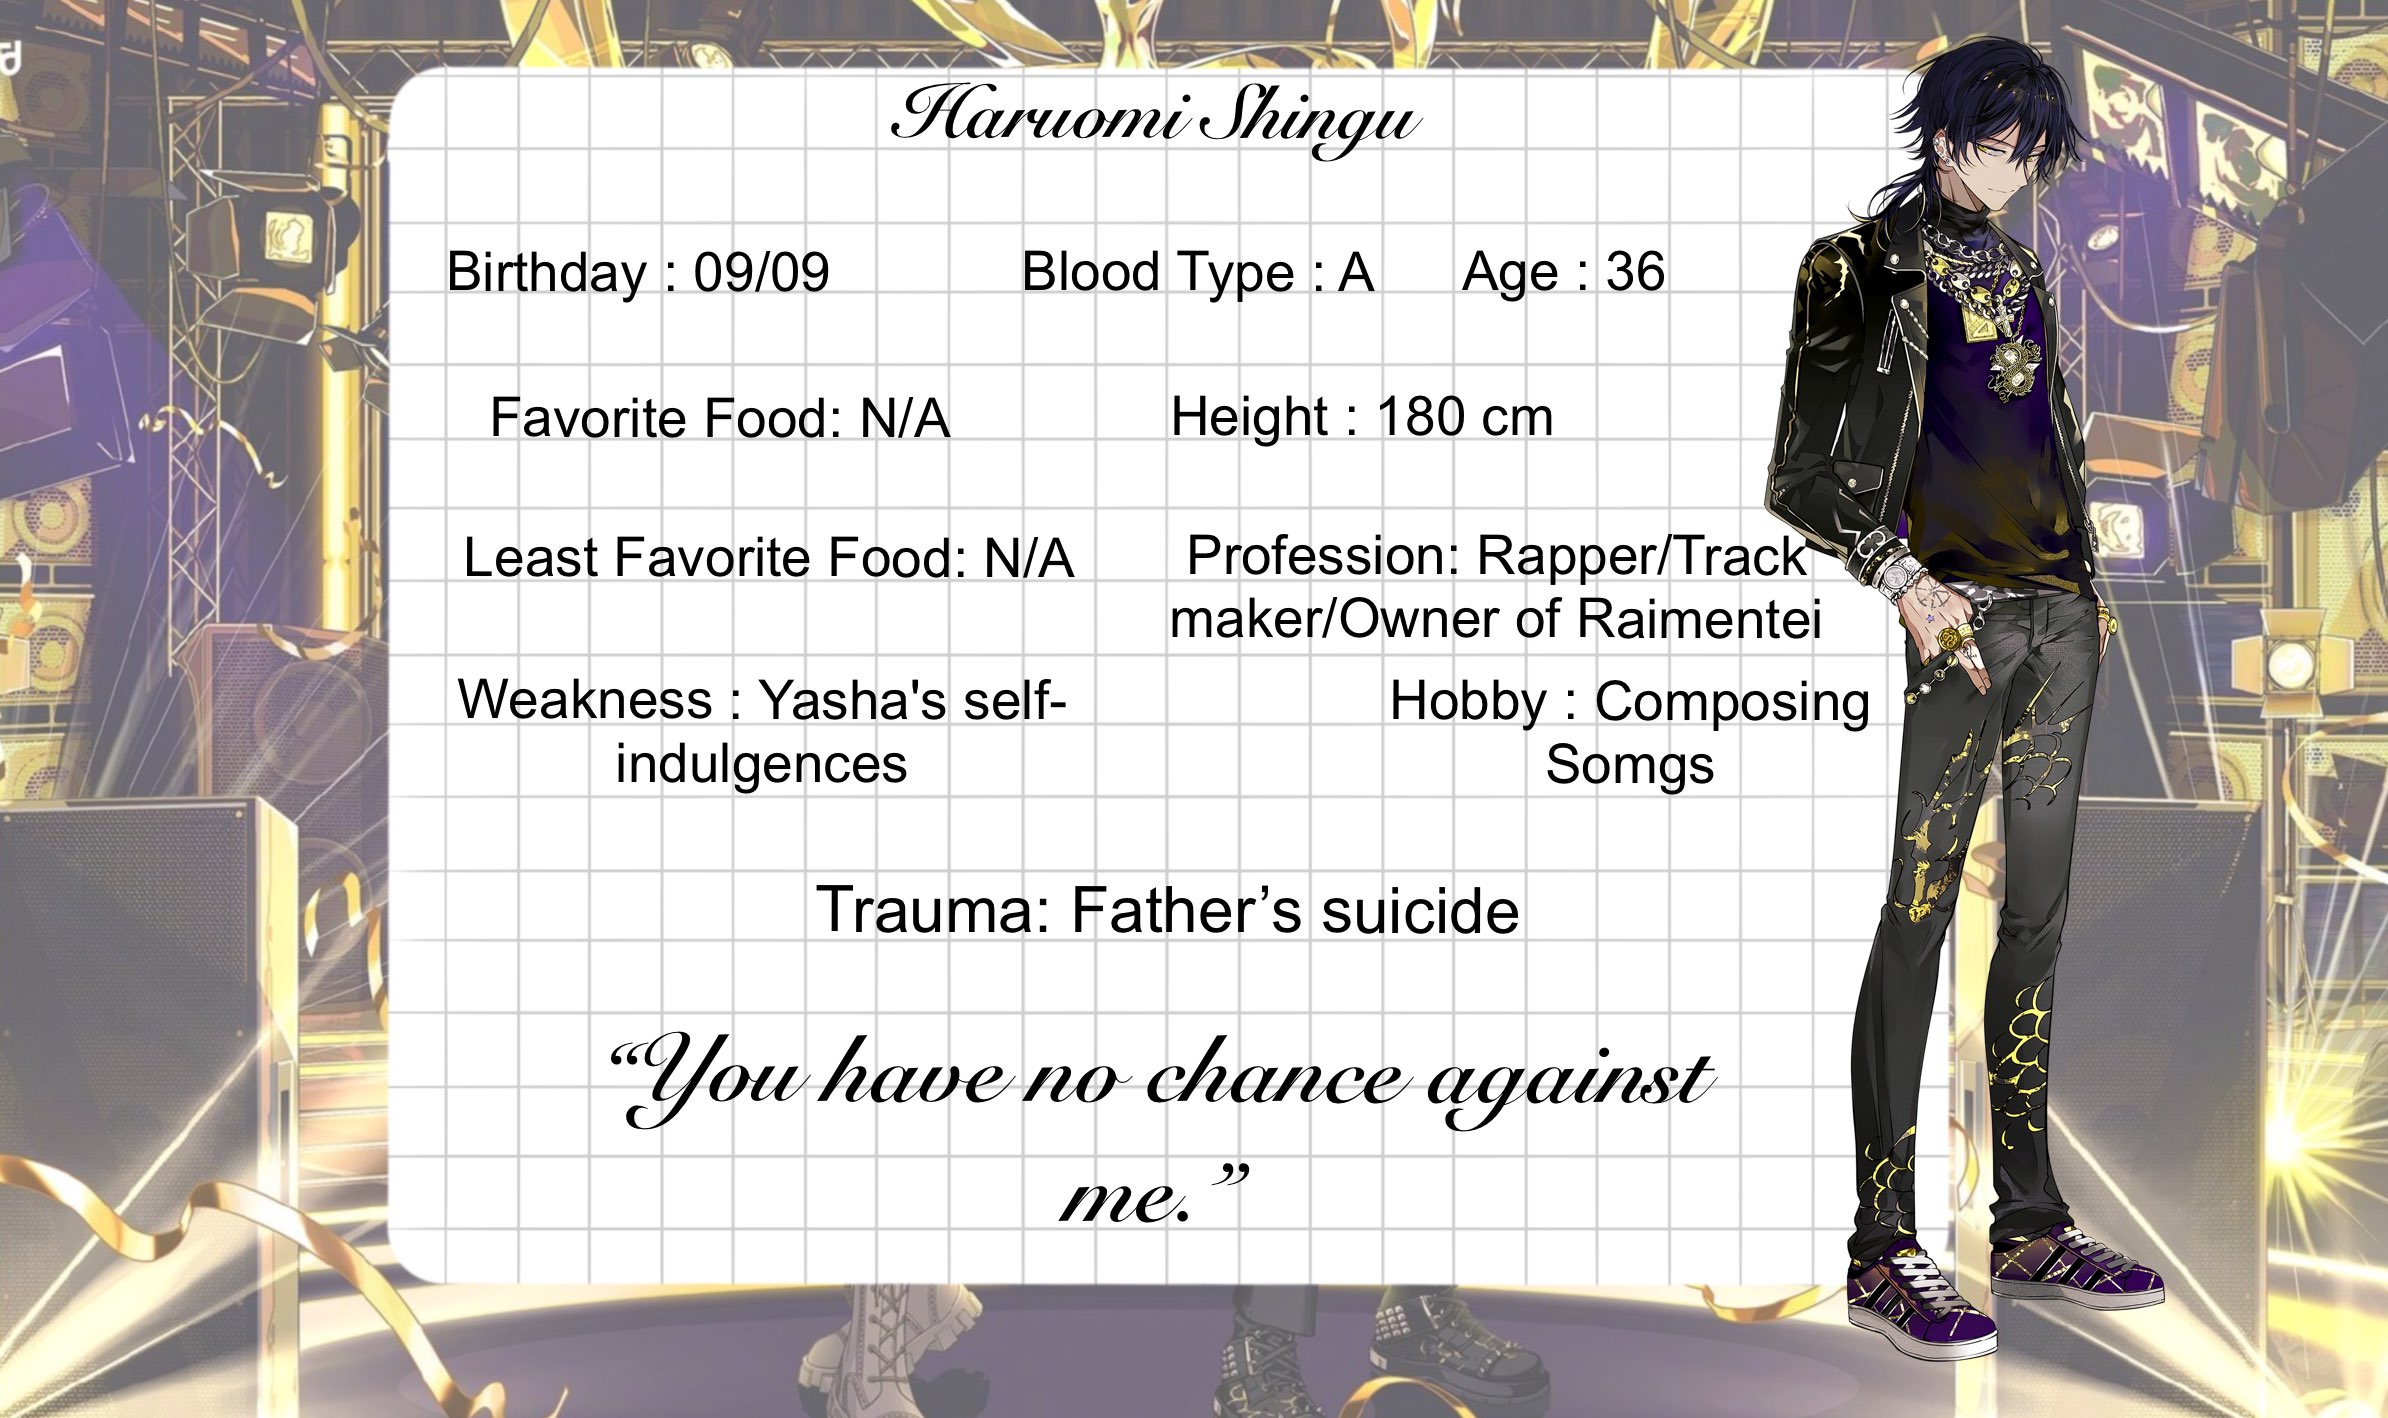 Haruomi Shingu
Birthday : 09/09
Blood Type : A
Age : 36
Favorite Food: N/A
Height : 180 cm
Least Favorite Food: N/A
Profession: Rapper/Track
maker/Owner of Raimentei
Weakness : Yasha's self-
indulgences
Hobby : Composing
Somgs
Trauma: Father’s suicide
“You have no chance against
me.”